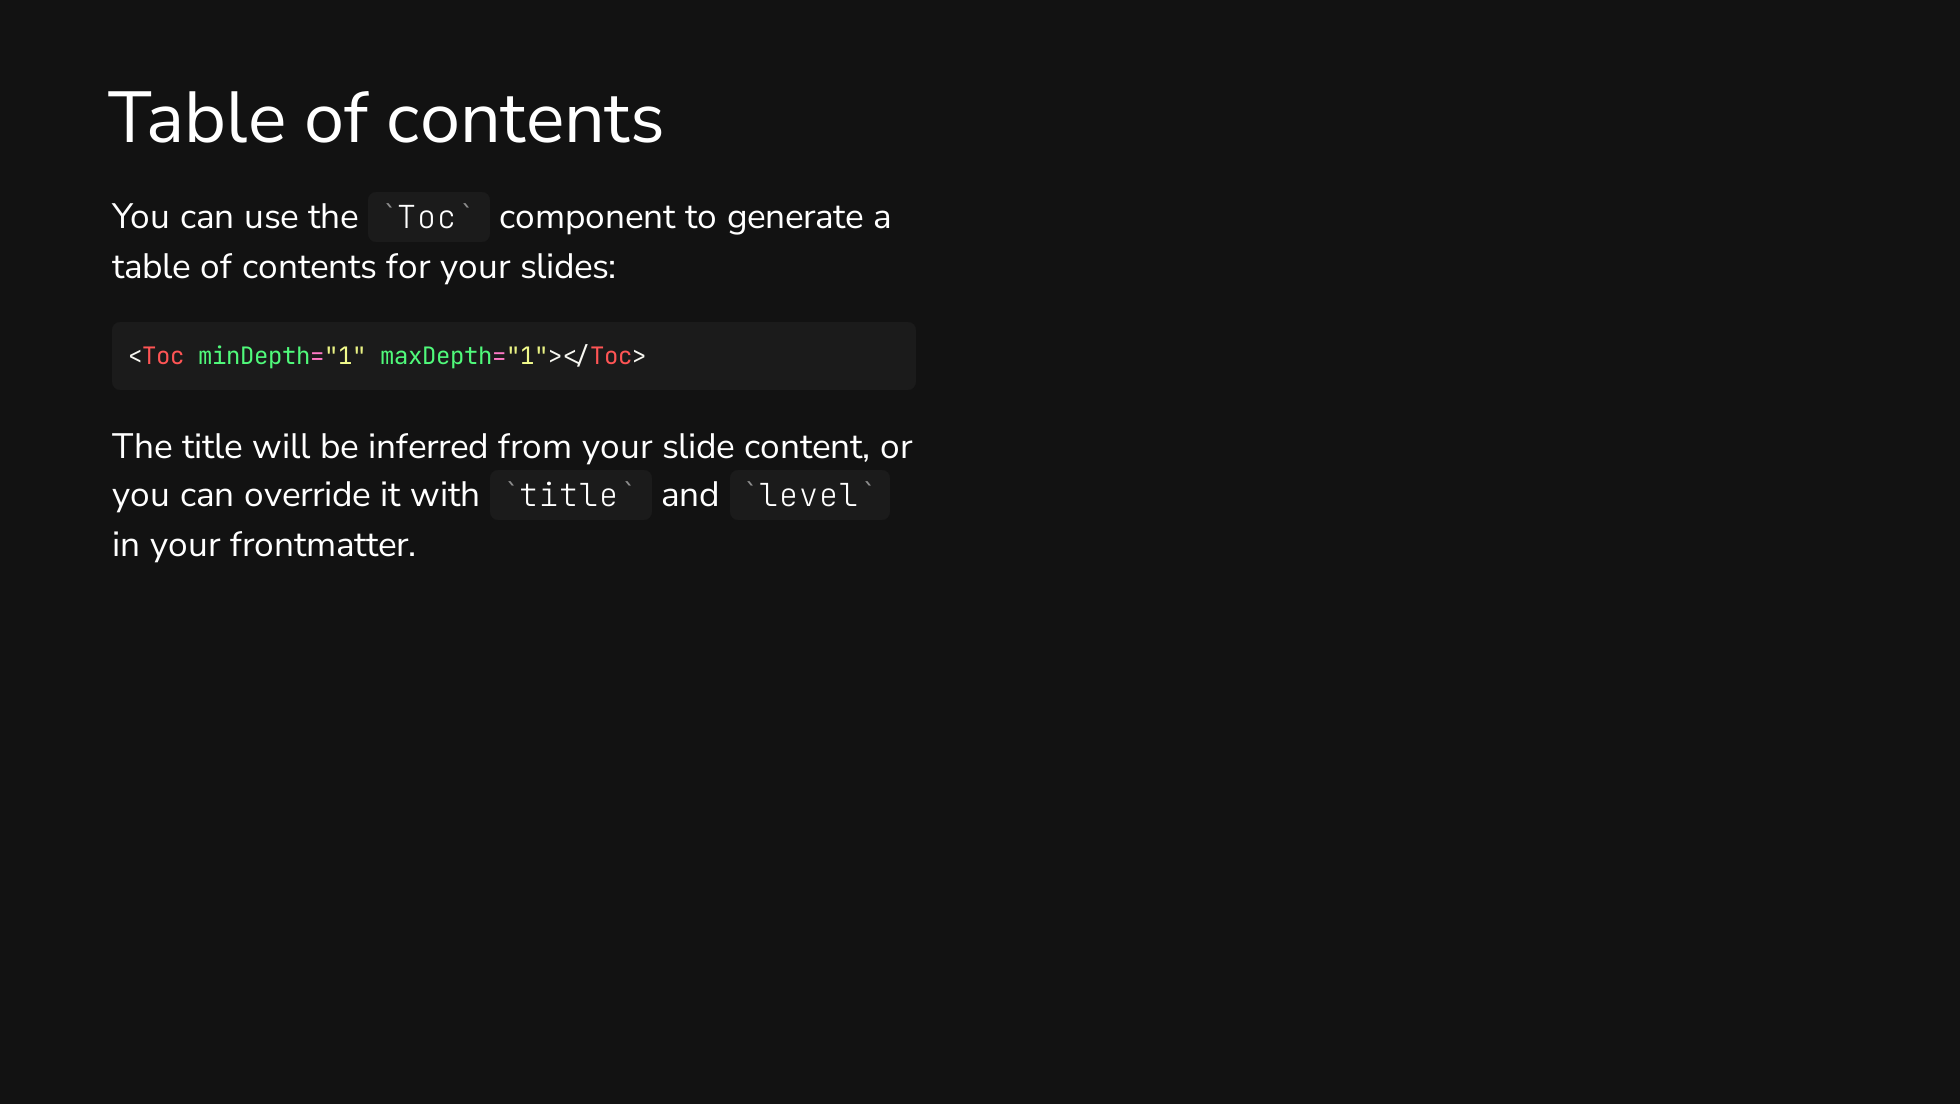 Table of contents
You can use the `Toc` component to generate a
table of contents for your slides:
<Toc minDepth="1" maxDepth="1"></Toc>
The title will be inferred from your slide content, or
you can override it with `title` and `level`
in your frontmatter.